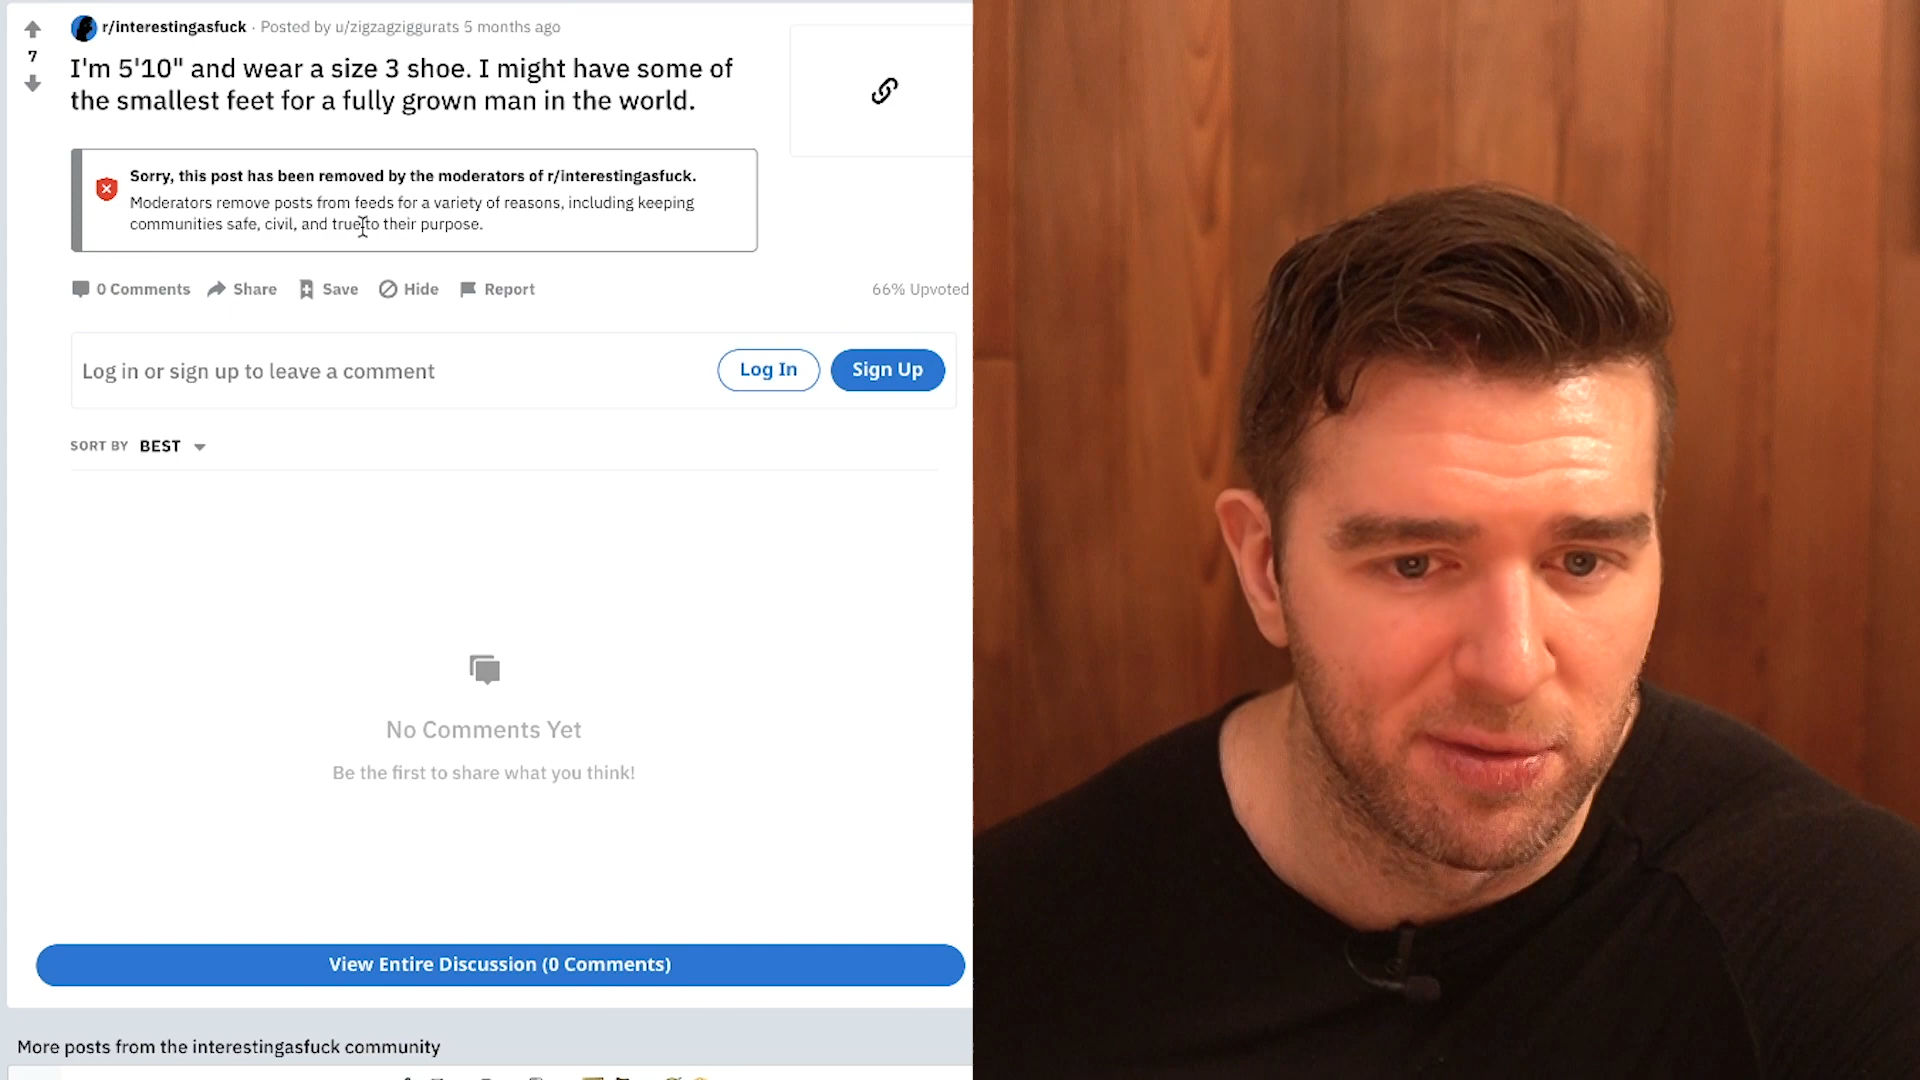 r/interestingasfuck · Posted by u/zigzagziggurats 5 months ago
7
I'm 5'10" and wear a size 3 shoe. I might have some of
the smallest feet for a fully grown man in the world.
Sorry, this post has been removed by the moderators of r/interestingasfuck.
Moderators remove posts from feeds for a variety of reasons, including keeping
communities safe, civil, and true to their purpose.
0 Comments Share Save Hide Report 66% Upvoted
Log in or sign up to leave a comment Log In Sign Up
SORT BY BEST
No Comments Yet
Be the first to share what you think!
View Entire Discussion (0 Comments)
More posts from the interestingasfuck community